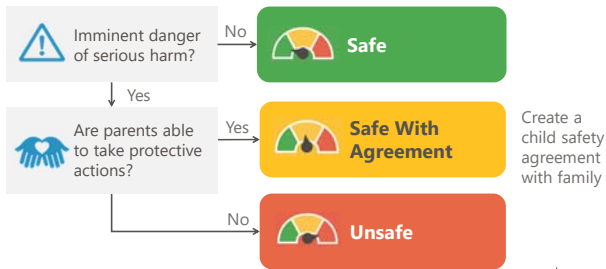 Imminent danger
of serious harm?
No
Safe
Yes
Are parents able
to take protective
actions?
Yes
Safe With
Agreement
Create a
child safety
agreement
with family
No
Unsafe